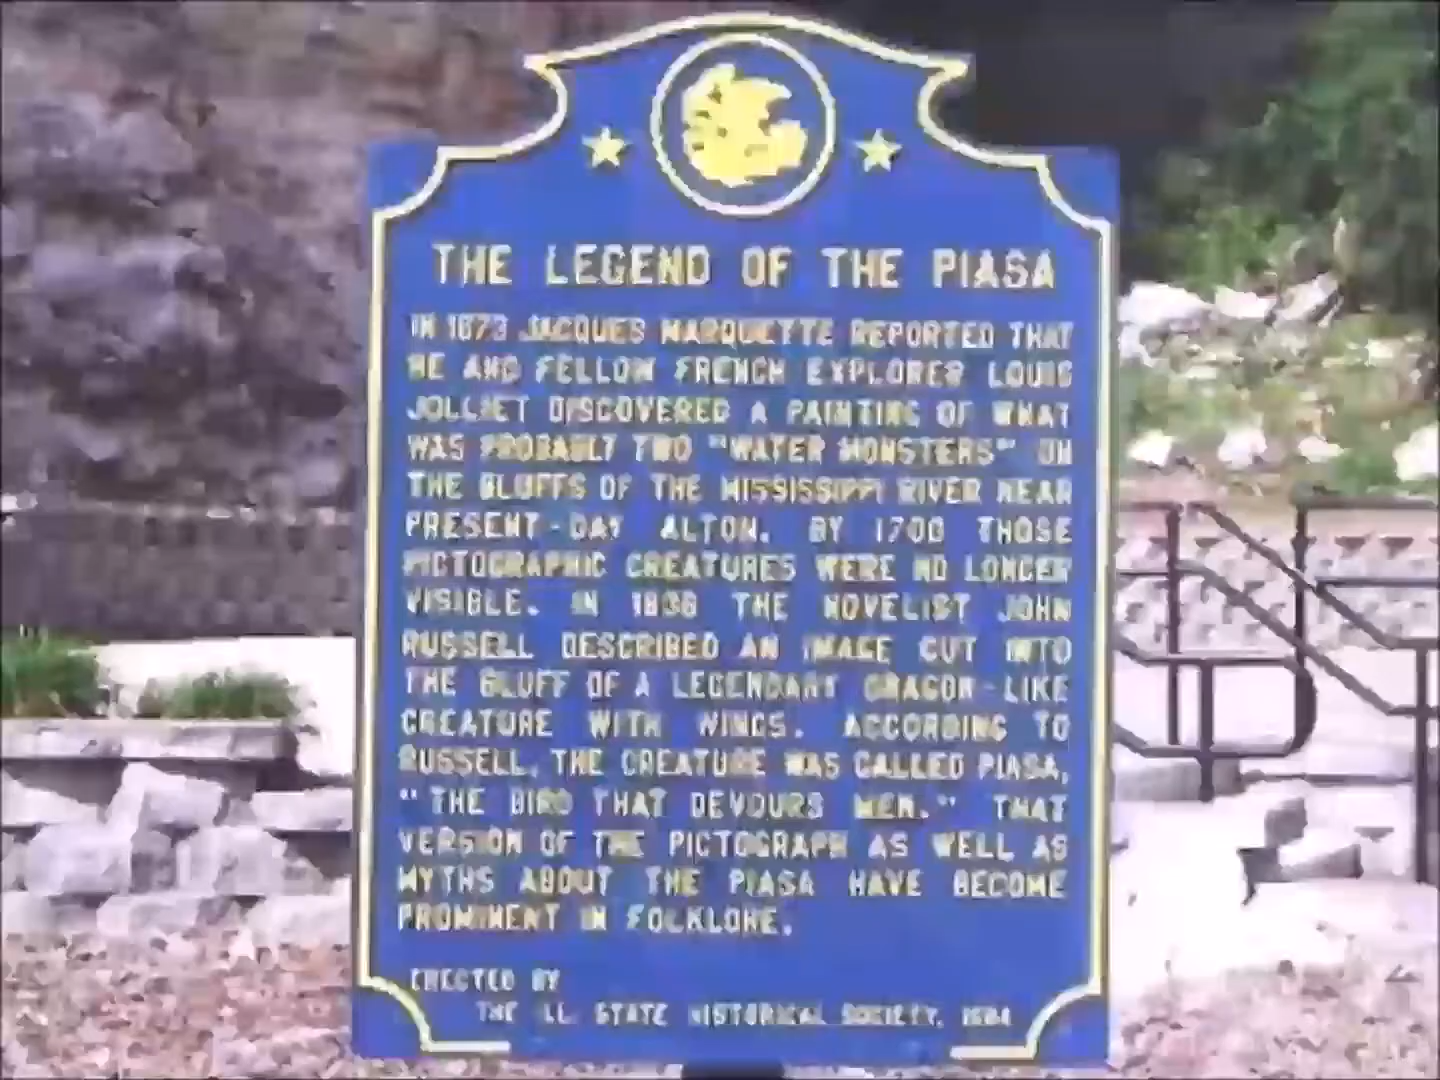 THE LEGEND OF THE PIASA
IN 1673 JACQUES MARQUETTE REPORTED THAT
HE AND FELLOW FRENCH EXPLORER LOUIS
JOLLIET DISCOVERED A PAINTING OF WHAT
WAS PROBABLY TWO "WATER MONSTERS" ON
THE BLUFFS OF THE MISSISSIPPI RIVER NEAR
PRESENT-DAY ALTON. BY 1700 THOSE
PICTOGRAPHIC CREATURES WERE NO LONGER
VISIBLE. IN 1836 THE NOVELIST JOHN
RUSSELL DESCRIBED AN IMAGE CUT INTO
THE BLUFF OF A LEGENDARY DRAGON-LIKE
CREATURE WITH WINGS. ACCORDING TO
RUSSELL, THE CREATURE WAS CALLED PIASA,
"THE BIRD THAT DEVOURS MEN." THAT
VERSION OF THE PICTOGRAPH AS WELL AS
MYTHS ABOUT THE PIASA HAVE BECOME
PROMINENT IN FOLKLORE.
ERECTED BY
THE ILL. STATE HISTORICAL SOCIETY,